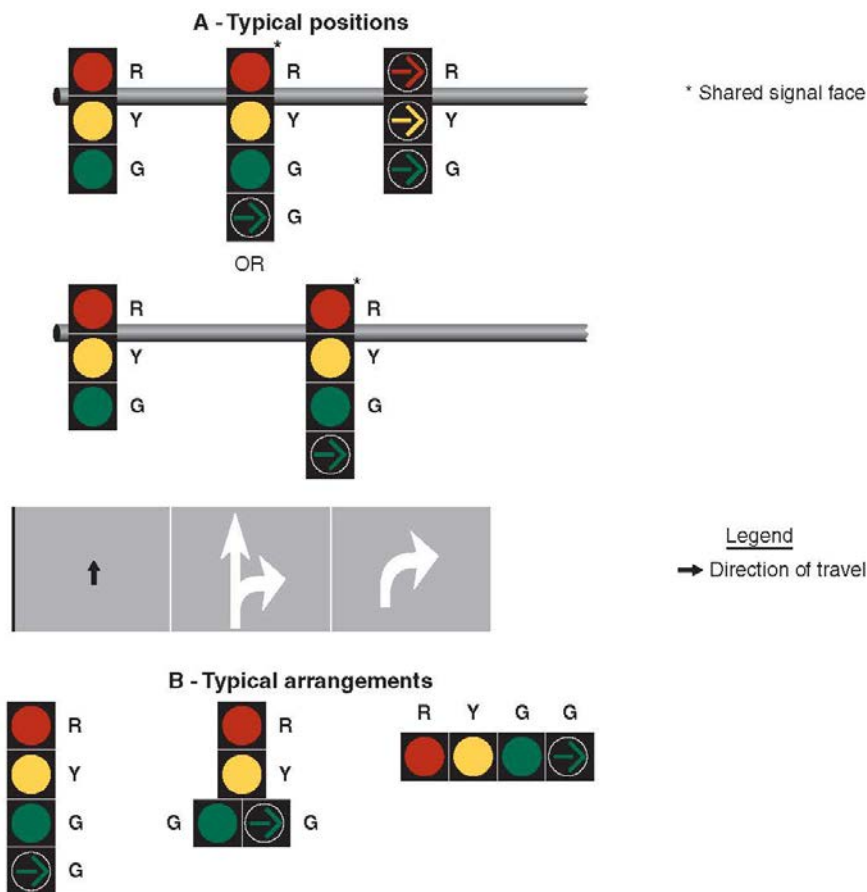 A - Typical positions
*
R R R
* Shared signal face
Y Y Y
G G G
G
OR
*
R R
Y Y
G G
Legend
Direction of travel
B - Typical arrangements
R R R Y G G
Y Y
G G G
G